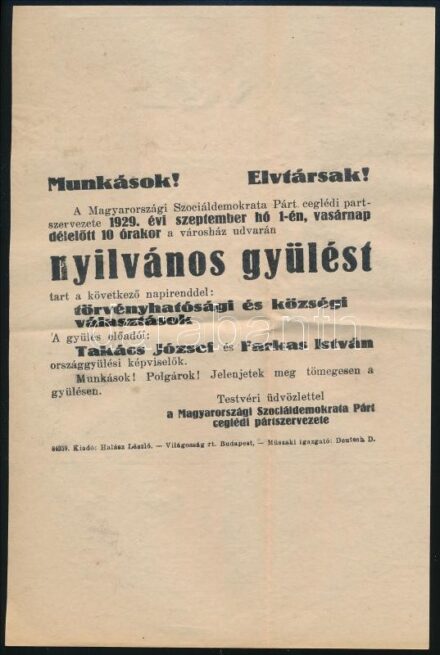 Munkások! Elvtársak!
A Magyarországi Szociáldemokrata Párt ceglédi part-
szervezete 1929. évi szeptember hó 1-én, vasárnap
délelőtt 10 órakor a városház udvarán
nyilvános gyülést
tart a következő napirenddel:
törvényhatósági és községi
választások
A gyülés előadói:
Takács József és Farkas István
országgyülési képviselők.
Munkások! Polgárok! Jelenjetek meg tömegesen a
gyülésen.
Testvéri üdvözlettel
a Magyarországi Szociáldemokrata Párt
ceglédi pártszervezete
64039. Kiadó: Halász László. — Világosság rt. Budapest, — Műszaki igazgató: Deutsch D.
darabanth